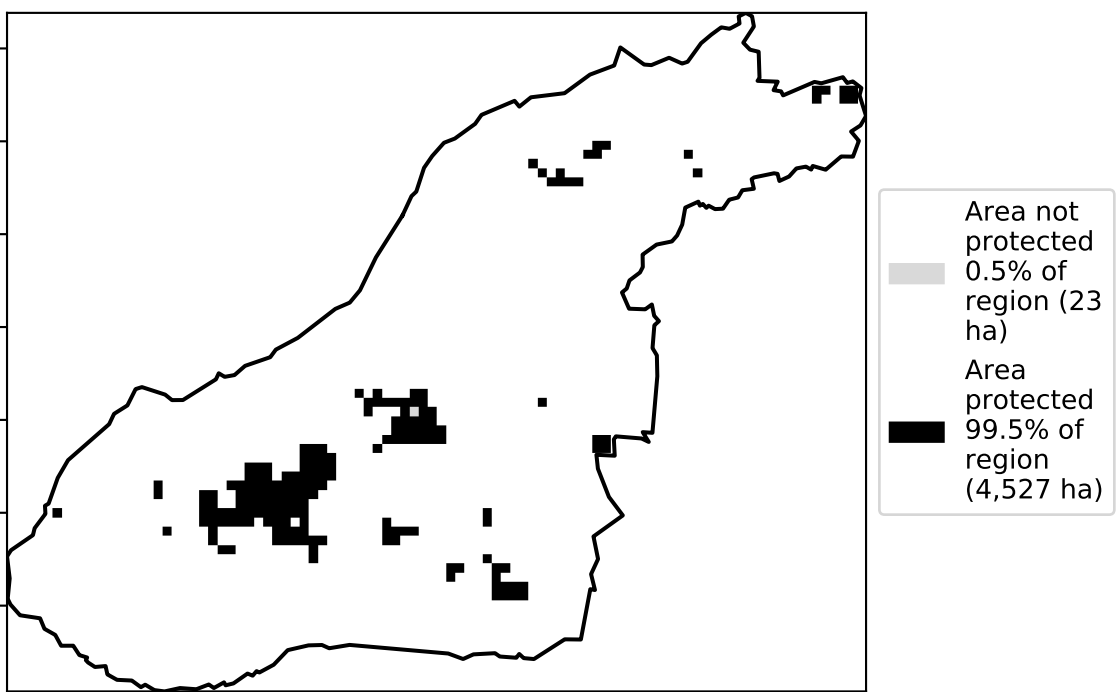 Area not
protected
0.5% of
region (23
ha)
Area
protected
99.5% of
region
(4,527 ha)